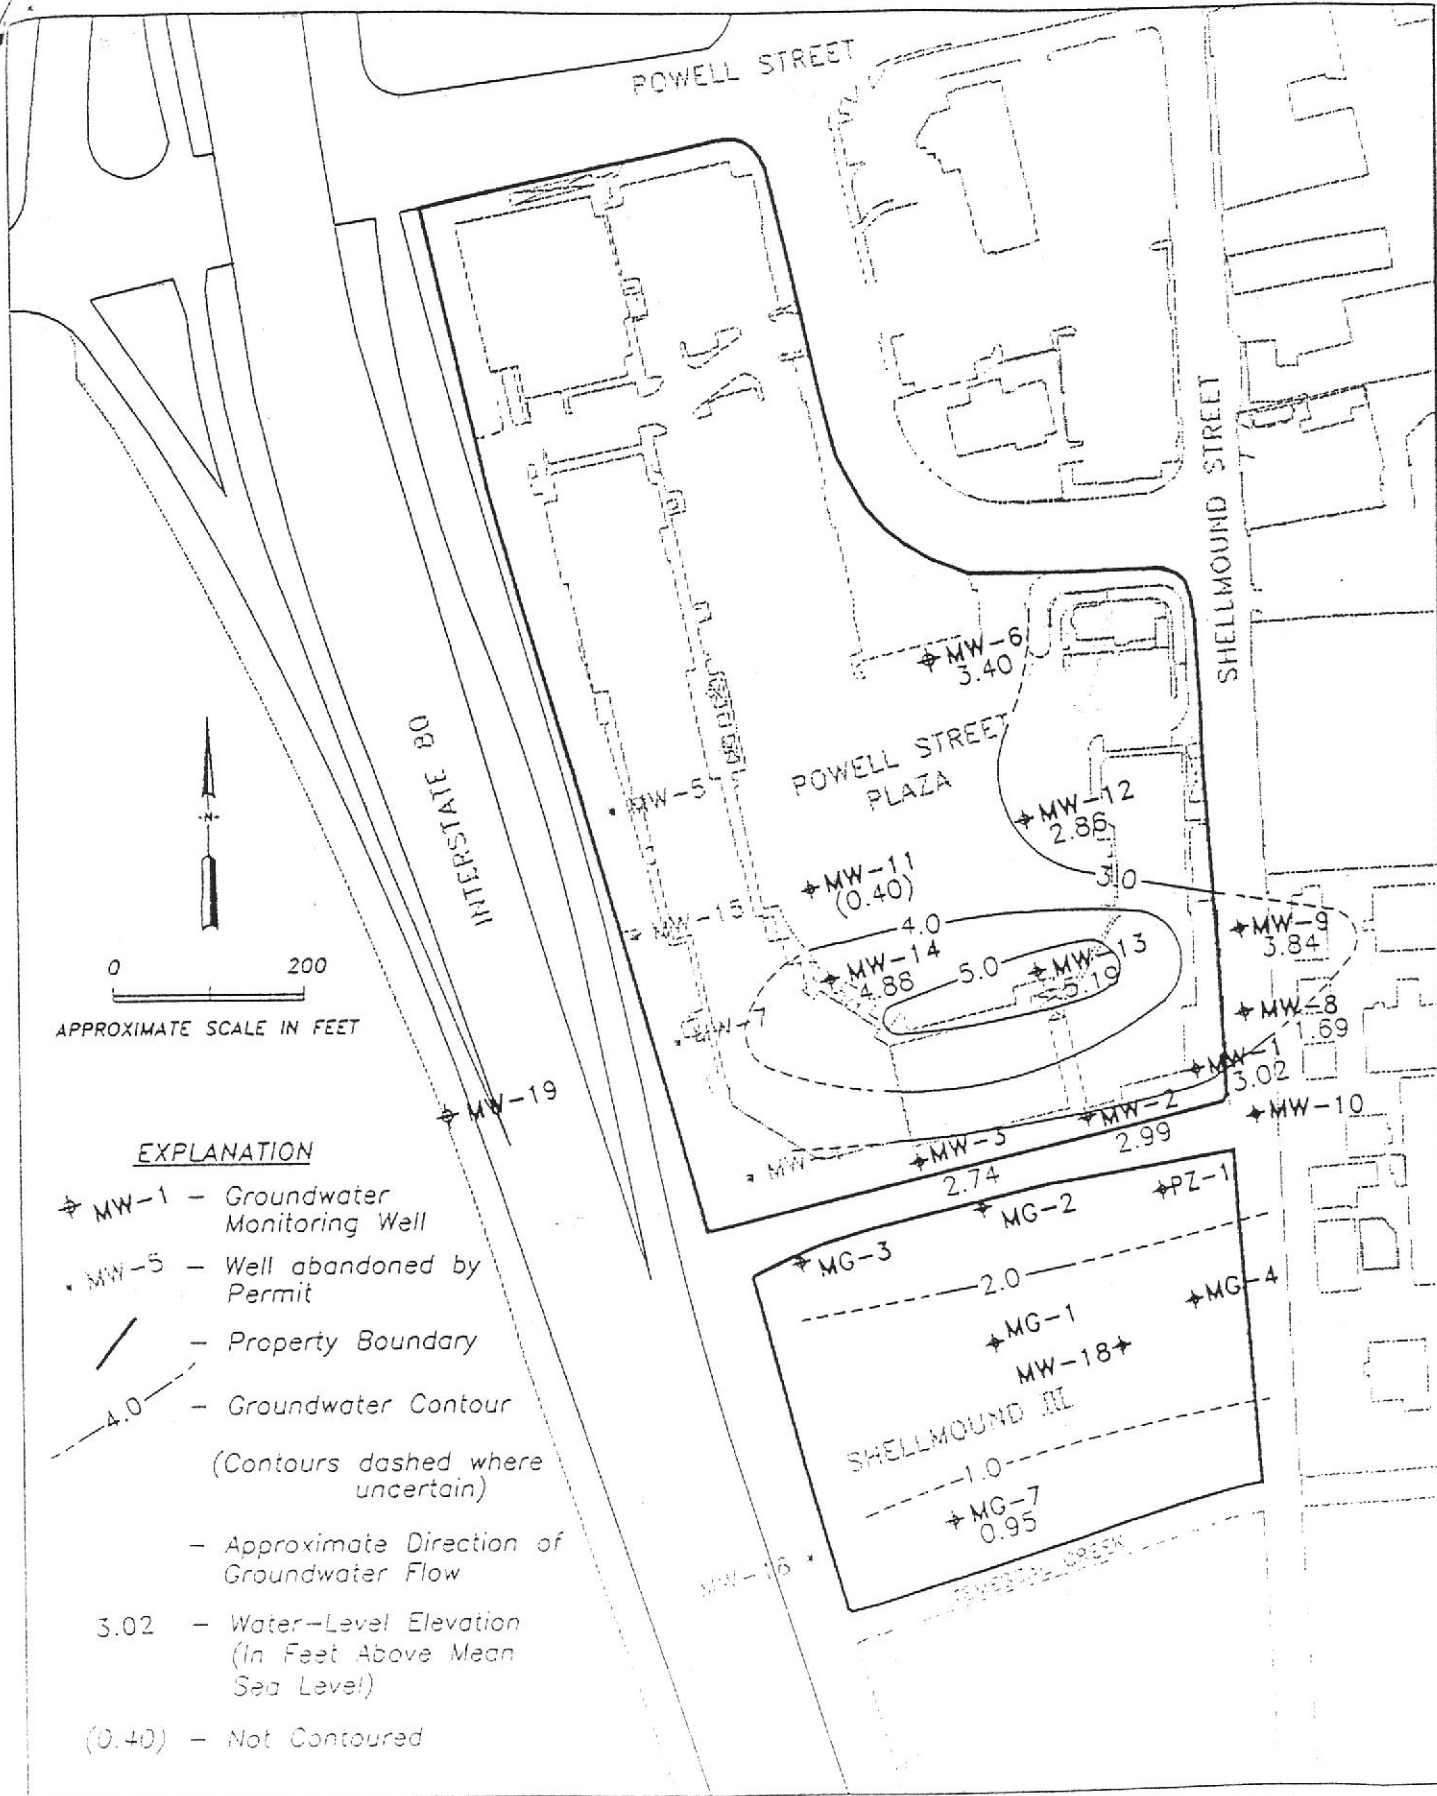 POWELL STREET
SHELLMOUND STREET
MW-6
3.40
POWELL STREET
PLAZA
INTERSTATE 80
MW-5
MW-12
2.86
MW-11
(0.40)
3.0
MW-15
4.0
MW-9
3.84
MW-14
4.88
5.0
MW-13
5.19
MW-7
MW-8
1.69
MW-1
3.02
MW-10
MW-2
2.99
MW-3
2.74
-N-
0 200
APPROXIMATE SCALE IN FEET
MW-19
PZ-1
MG-2
MG-3
2.0
MG-4
MG-1
MW-18
SHELLMOUND III
1.0
MG-7
0.95
MW-16
CREEK
EXPLANATION
MW-1 - Groundwater
Monitoring Well
MW-5 - Well abandoned by
Permit
- Property Boundary
4.0 - Groundwater Contour
(Contours dashed where
uncertain)
- Approximate Direction of
Groundwater Flow
3.02 - Water-Level Elevation
(In Feet Above Mean
Sea Level)
(0.40) - Not Contoured